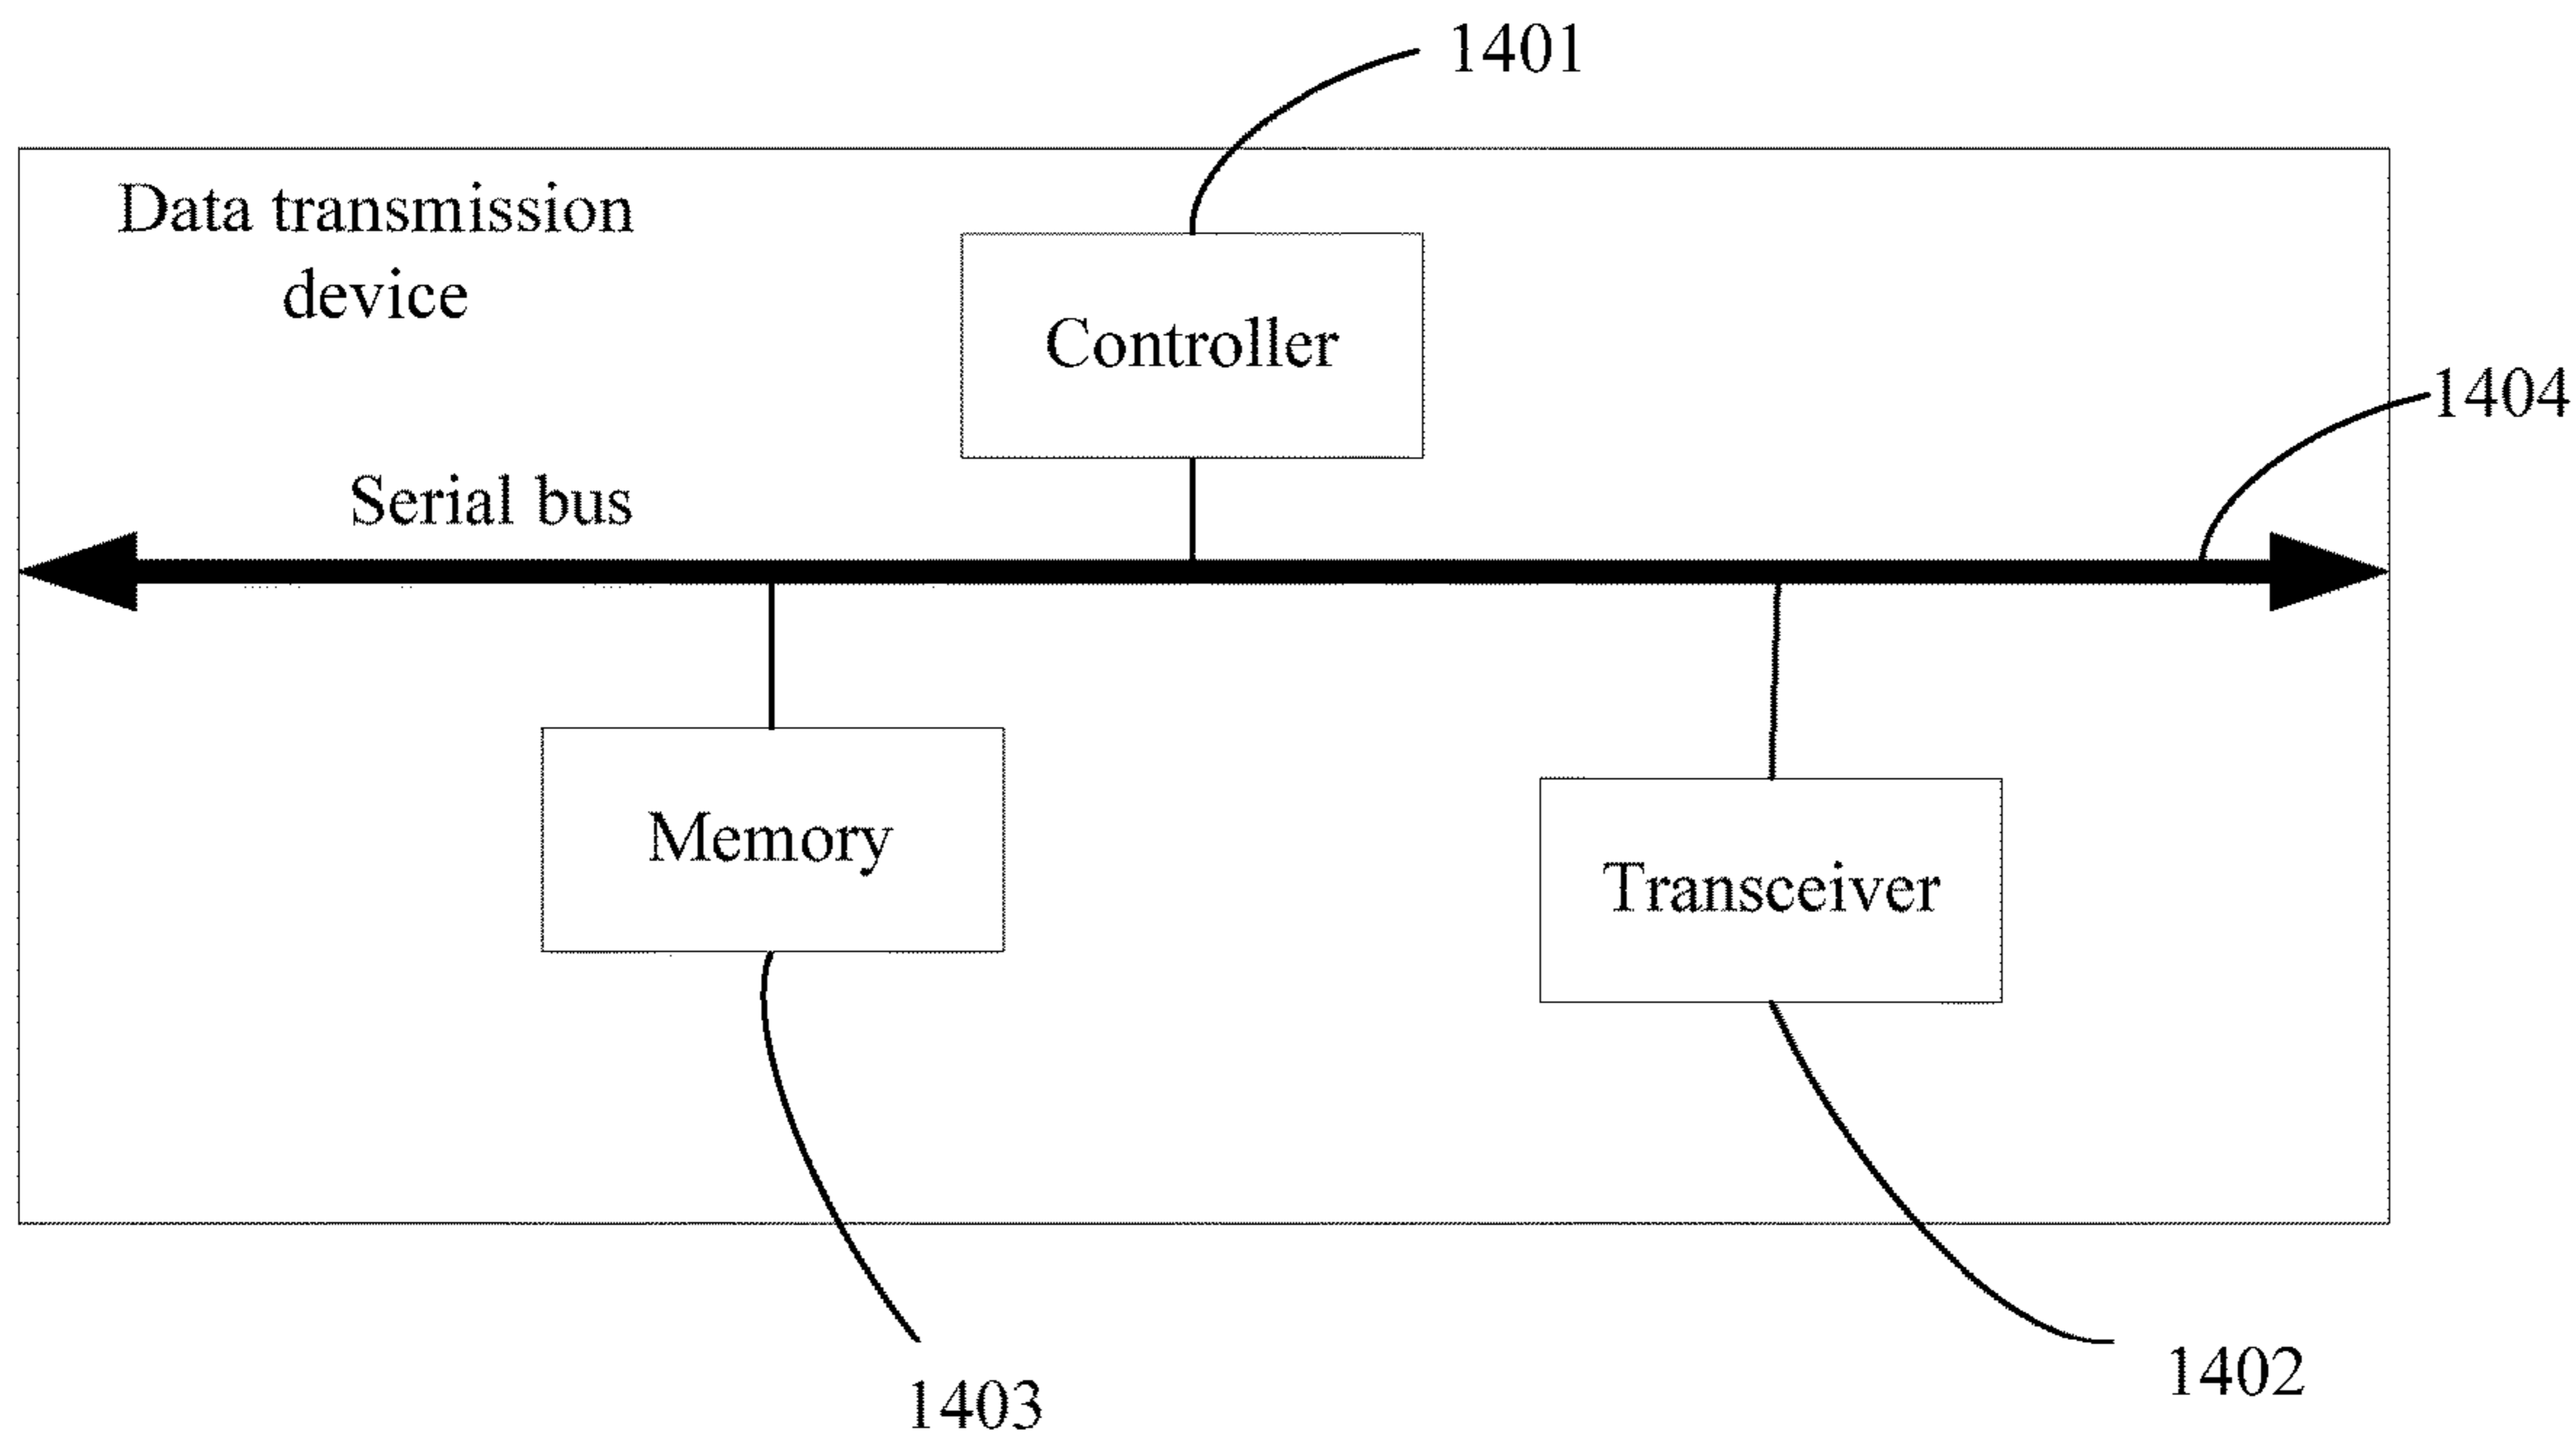 1401
Data transmission
device
Controller
1404
Serial bus
Memory
Transceiver
1402
1403